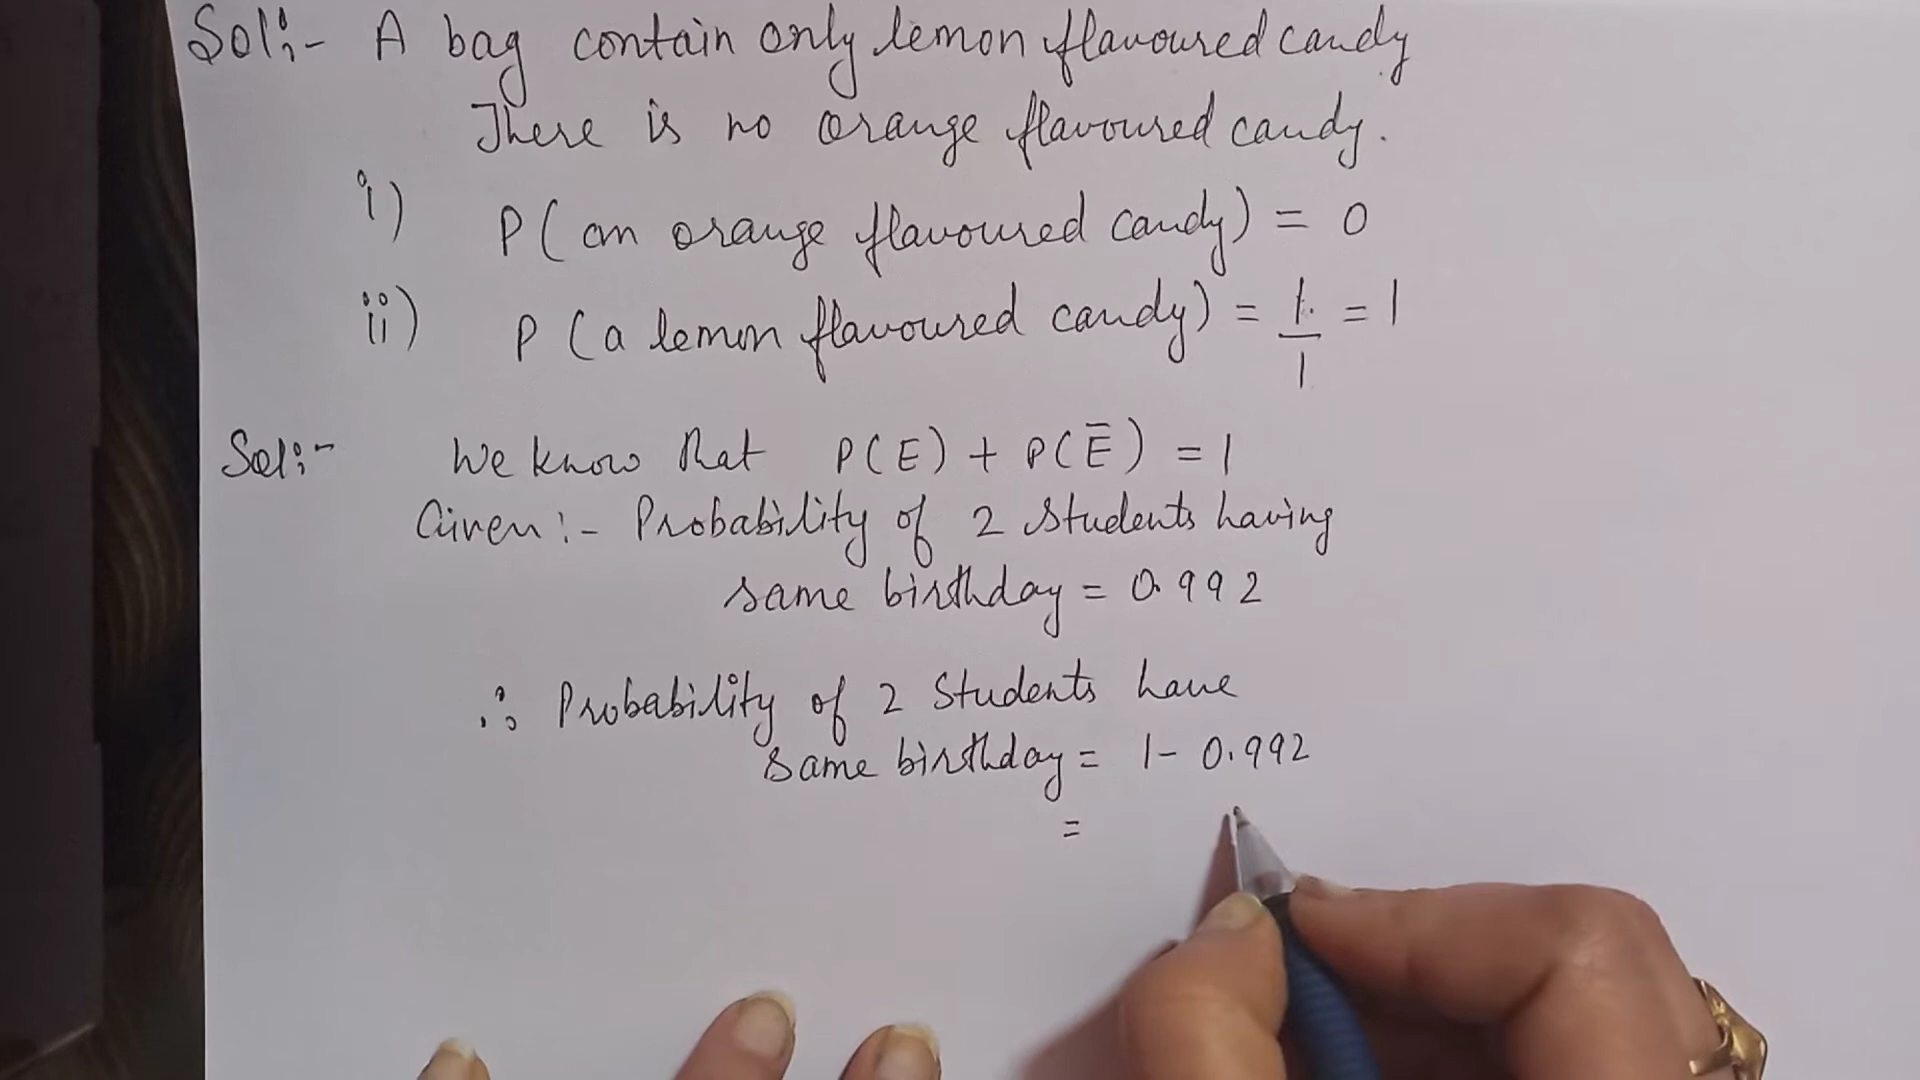 Sol:- A bag contain only lemon flavoured candy
There is no orange flavoured candy.
i) P( an orange flavoured candy) = 0
ii) P (a lemon flavoured candy) = 1/1 = 1
Sol:- We know that P(E) + P(Ē) = 1
Given:- Probability of 2 students having
same birthday = 0.992
∴ Probability of 2 students have
same birthday = 1- 0.992
=